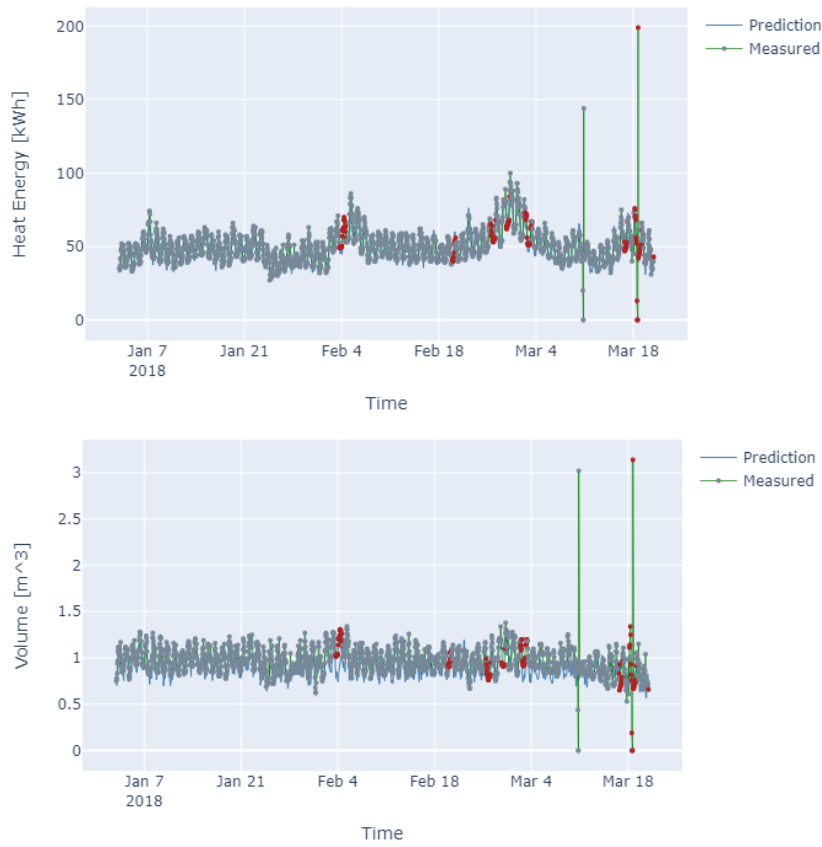 200
150
100
50
0
Heat Energy [kWh]
Jan 7
2018
Jan 21
Feb 4
Feb 18
Mar 4
Mar 18
Time
Prediction
Measured
3
2.5
2
1.5
1
0.5
0
Volume [m^3]
Jan 7
2018
Jan 21
Feb 4
Feb 18
Mar 4
Mar 18
Time
Prediction
Measured